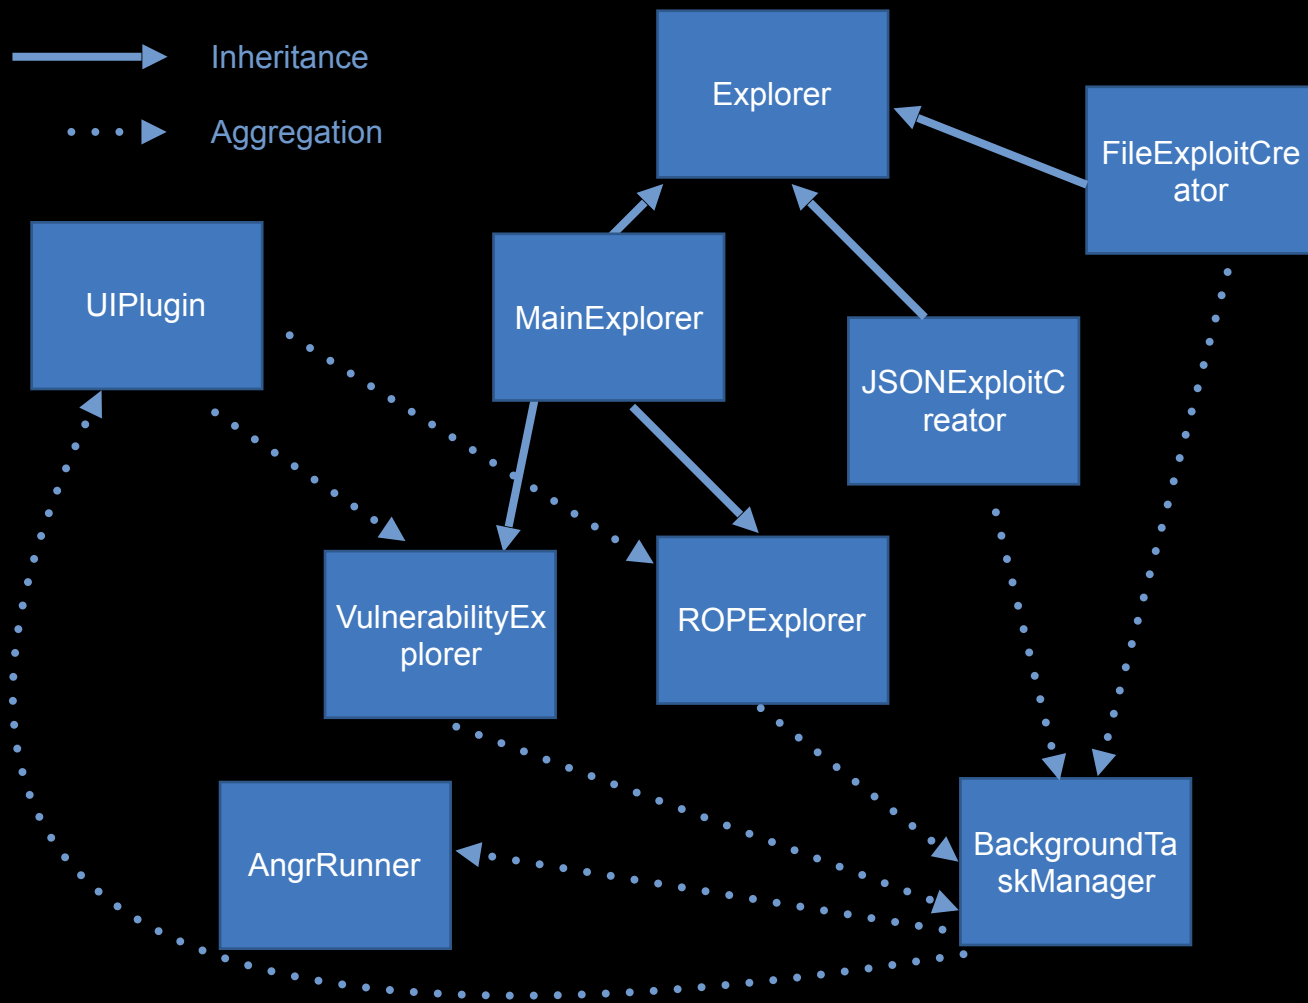 Inheritance
Aggregation
Explorer
FileExploitCre
ator
UIPlugin
MainExplorer
JSONExploitC
reator
VulnerabilityEx
plorer
ROPExplorer
AngrRunner
BackgroundTa
skManager